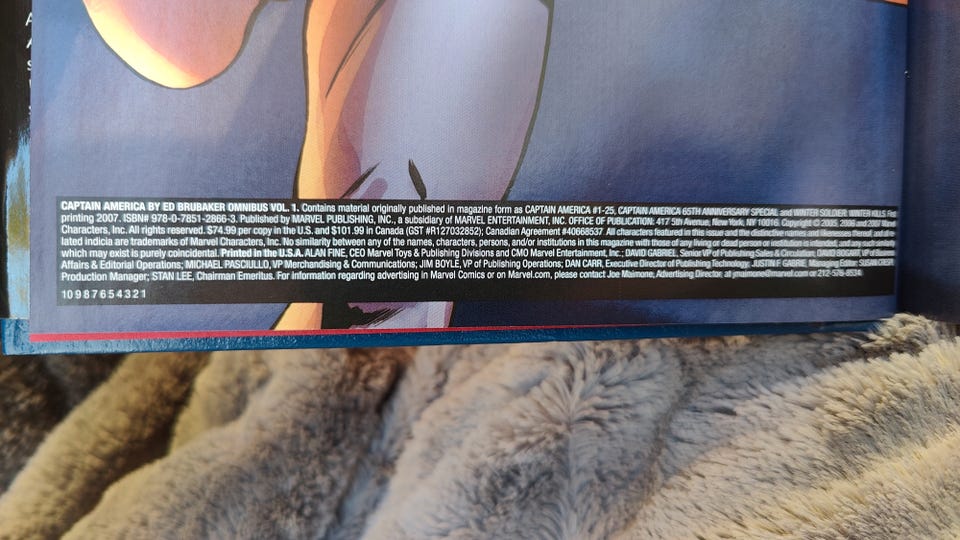 CAPTAIN AMERICA BY ED BRUBAKER OMNIBUS VOL. 1. Contains material originally published in magazine form as CAPTAIN AMERICA #1-25, CAPTAIN AMERICA 65TH ANNIVERSARY SPECIAL and WINTER SOLDIER: WINTER KILLS. First
printing 2007. ISBN# 978-0-7851-2866-3. Published by MARVEL PUBLISHING, INC., a subsidiary of MARVEL ENTERTAINMENT, INC. OFFICE OF PUBLICATION: 417 5th Avenue, New York, NY 10016. Copyright © 2005, 2006 and 2007
Characters, Inc. All rights reserved. $74.99 per copy in the U.S. and $101.99 in Canada (GST #R127032852); Canadian Agreement #40668537. All characters featured in this issue and the distinctive names and likenesses thereof, and all
lated indicia are trademarks of Marvel Characters, Inc. No similarity between any of the names, characters, persons, and/or institutions in this magazine with those of any living or dead person or institution is intended, and any such
which may exist is purely coincidental. Printed in the U.S.A. ALAN FINE, CEO Marvel Toys & Publishing Divisions and CMO Marvel Entertainment, Inc.; DAVID GABRIEL, Senior VP of Publishing Sales & Circulation; DAVID BOGART, VP of
Affairs & Editorial Operations; MICHAEL PASCIULLO, VP Merchandising & Communications; JIM BOYLE, VP of Publishing Operations; DAN CARR, Executive Director of Publishing Technology; JUSTIN F. GABRIE, Managing Editor; SUSAN
Production Manager; STAN LEE, Chairman Emeritus. For information regarding advertising in Marvel Comics or on Marvel.com, please contact Joe Maimone, Advertising Director, at jmaimone@marvel.com or 212-576-8534.
10 9 8 7 6 5 4 3 2 1